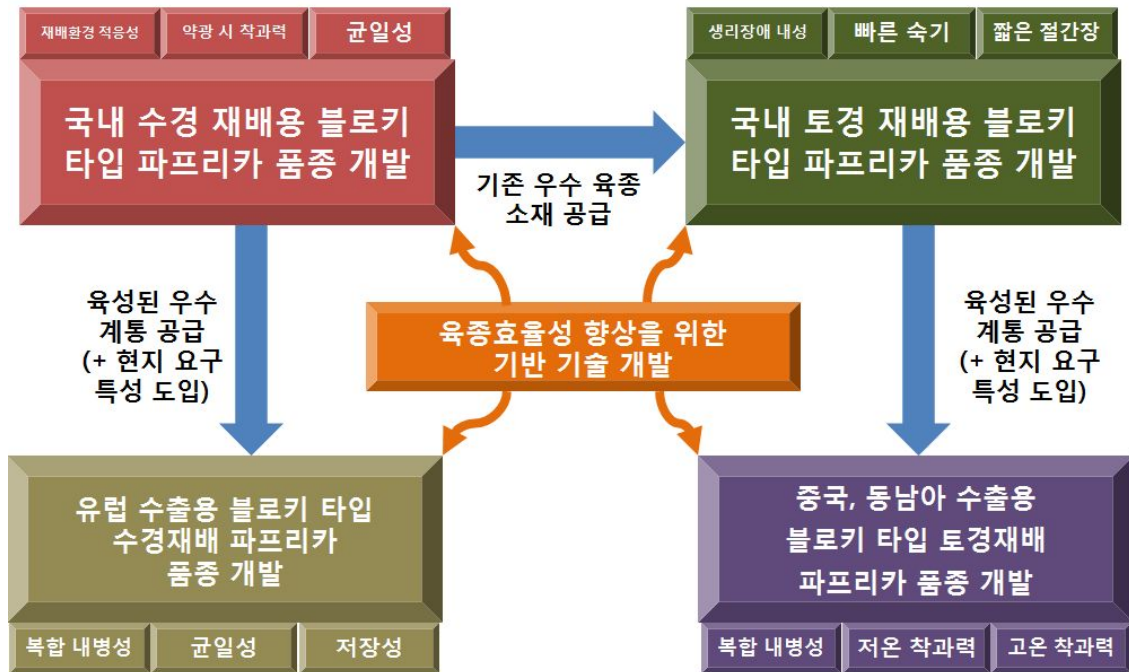 재배환경 적응성
약광 시 착과력
균일성
국내 수경 재배용 블로키
타입 파프리카 품종 개발
생리장애 내성
빠른 숙기
짧은 절간장
국내 토경 재배용 블로키
타입 파프리카 품종 개발
기존 우수 육종
소재 공급
육성된 우수
계통 공급
(+ 현지 요구
특성 도입)
육종효율성 향상을 위한
기반 기술 개발
육성된 우수
계통 공급
(+ 현지 요구
특성 도입)
유럽 수출용 블로키 타입
수경재배 파프리카
품종 개발
복합 내병성
균일성
저장성
중국, 동남아 수출용
블로키 타입 토경재배
파프리카 품종 개발
복합 내병성
저온 착과력
고온 착과력